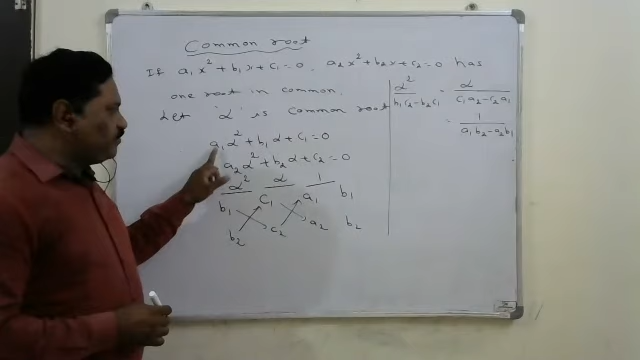 Common root
If a₁x² + b₁x + c₁ = 0, a₂x² + b₂x + c₂ = 0 has
one root in common.
Let 'α' is common root
a₁α² + b₁α + c₁ = 0
a₂α² + b₂α + c₂ = 0
α² α 1
b₁ c₁ a₁ b₁
b₂ c₂ a₂ b₂
α²/(b₁c₂-b₂c₁) = α/(c₁a₂-c₂a₁)
= 1/(a₁b₂-a₂b₁)